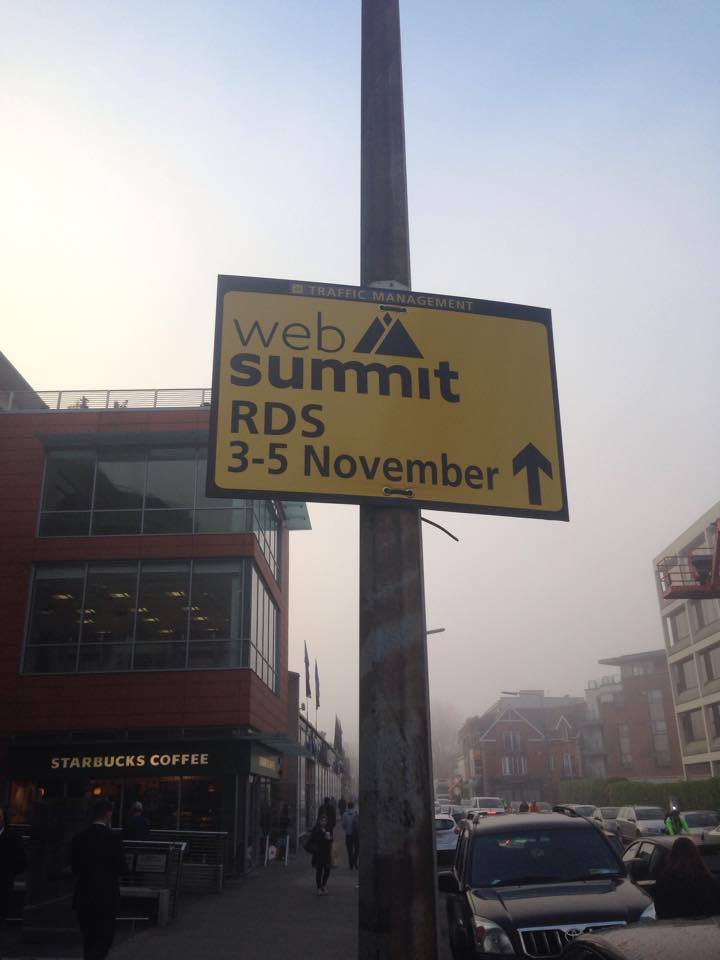 TRAFFIC MANAGEMENT
web
summit
RDS
3-5 November
STARBUCKS COFFEE